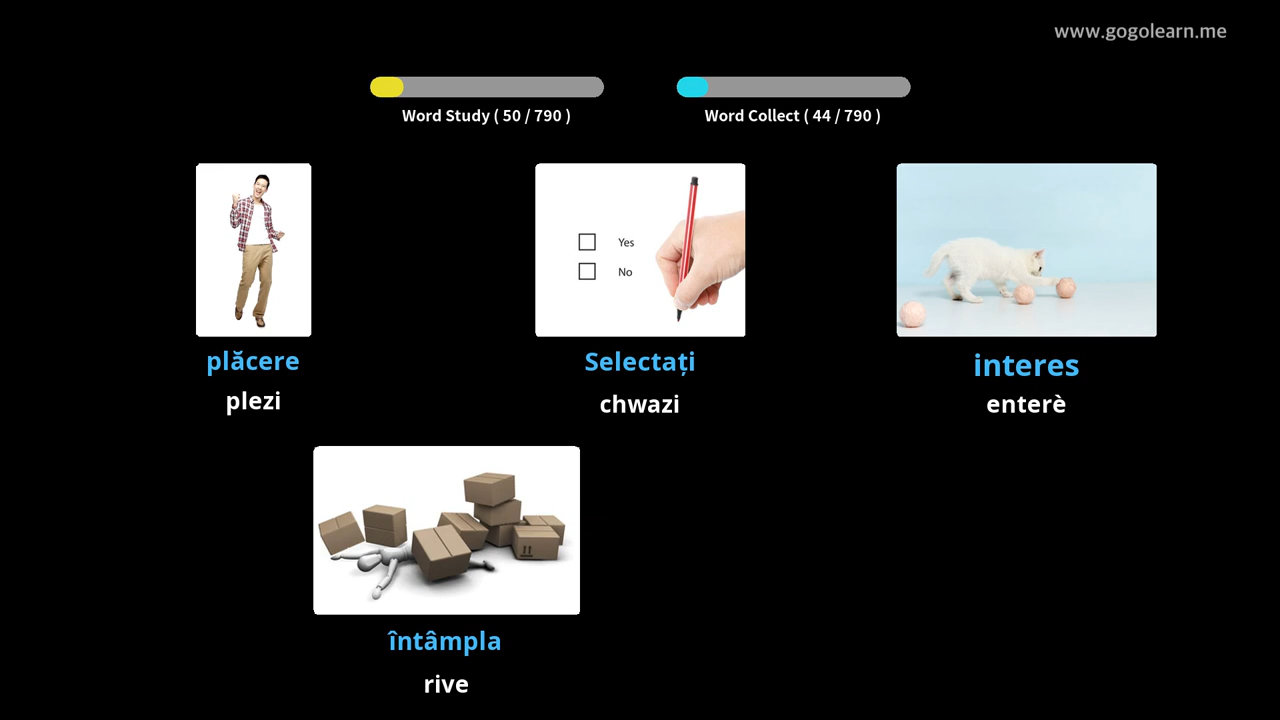 www.gogolearn.me
Word Study ( 50 / 790 )
Word Collect ( 44 / 790 )
Yes
No
plăcere
plezi
Selectați
chwazi
interes
enterè
întâmpla
rive